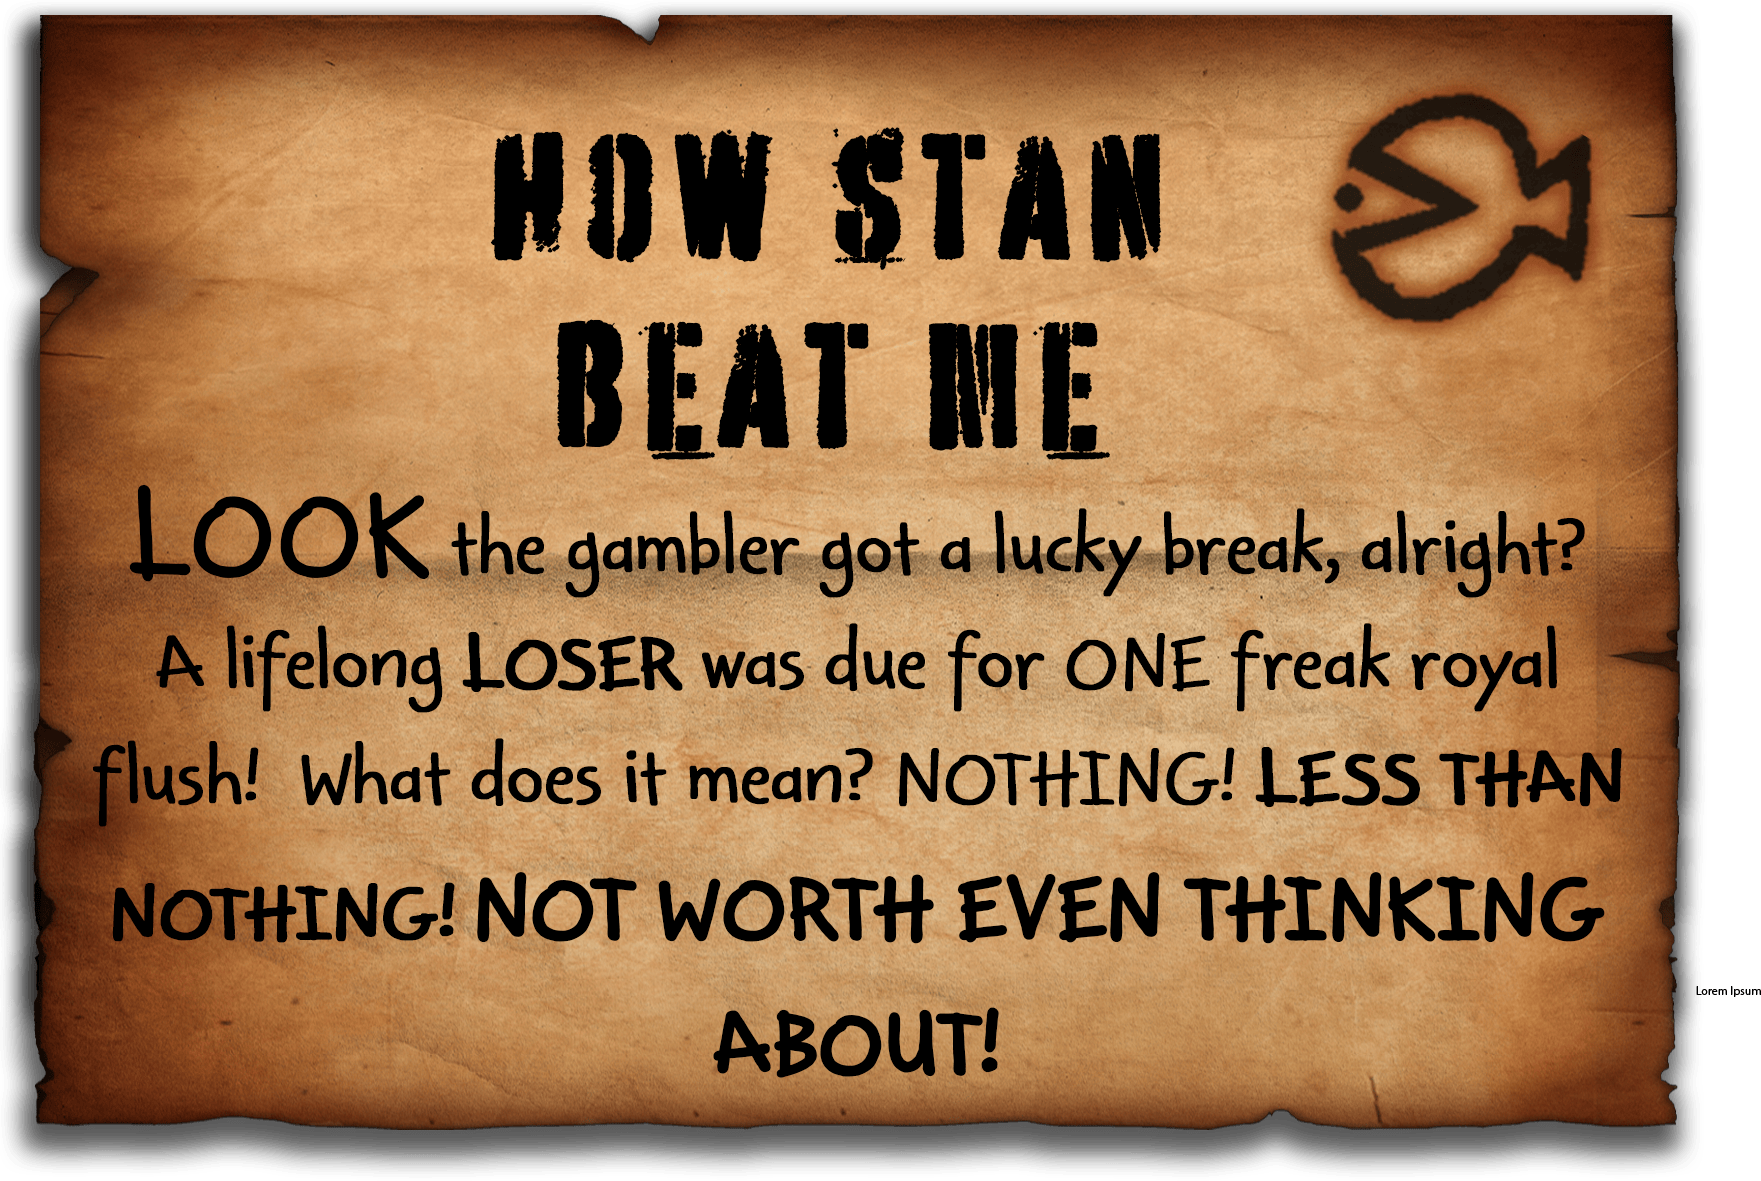 HOW STAN
BEAT ME
LOOK the gambler got a lucky break, alright?
A lifelong LOSER was due for ONE freak royal
flush! What does it mean? NOTHING! LESS THAN
NOTHING! NOT WORTH EVEN THINKING
ABOUT!
Lorem Ipsum